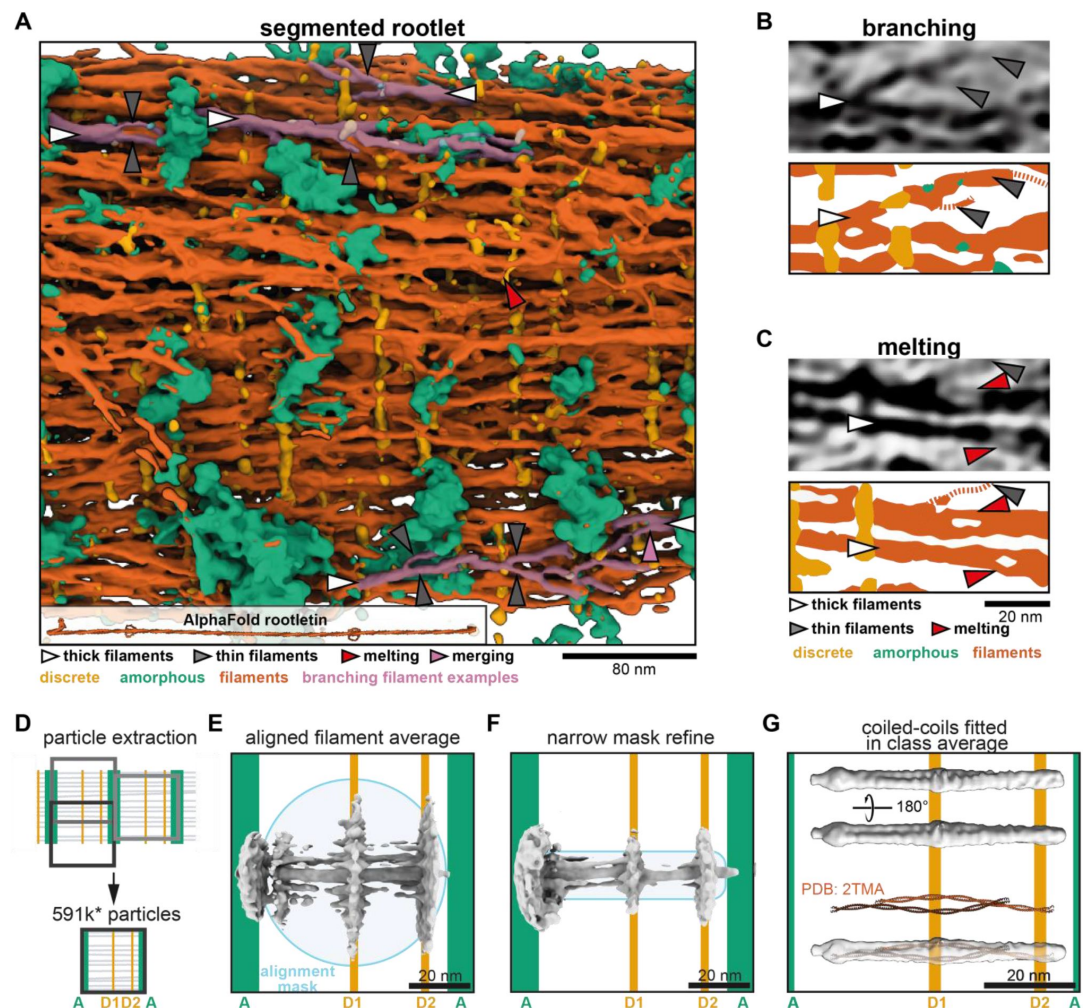 A
segmented rootlet
AlphaFold rootletin
thick filaments thin filaments melting merging
discrete amorphous filaments branching filament examples
80 nm
B
branching
C
melting
thick filaments
20 nm
thin filaments melting
discrete amorphous filaments
D
particle extraction
591k* particles
A D1 D2 A
E
aligned filament average
alignment
mask
20 nm
A D1 D2 A
F
narrow mask refine
20 nm
A D1 D2 A
G
coiled-coils fitted
in class average
180°
PDB: 2TMA
20 nm
A D1 D2 A